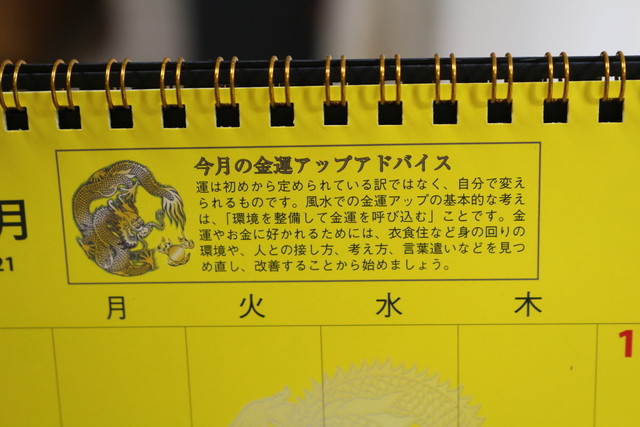 今月の金運アップアドバイス
運は初めから定められている訳ではなく、自分で変え
られるものです。風水での金運アップの基本的な考え
は、「環境を整備して金運を呼び込む」ことです。金
運やお金に好かれるためには、衣食住など身の回りの
環境や、人との接し方、考え方、言葉遣いなどを見つ
め直し、改善することから始めましょう。
月
21
月 火 水 木
1